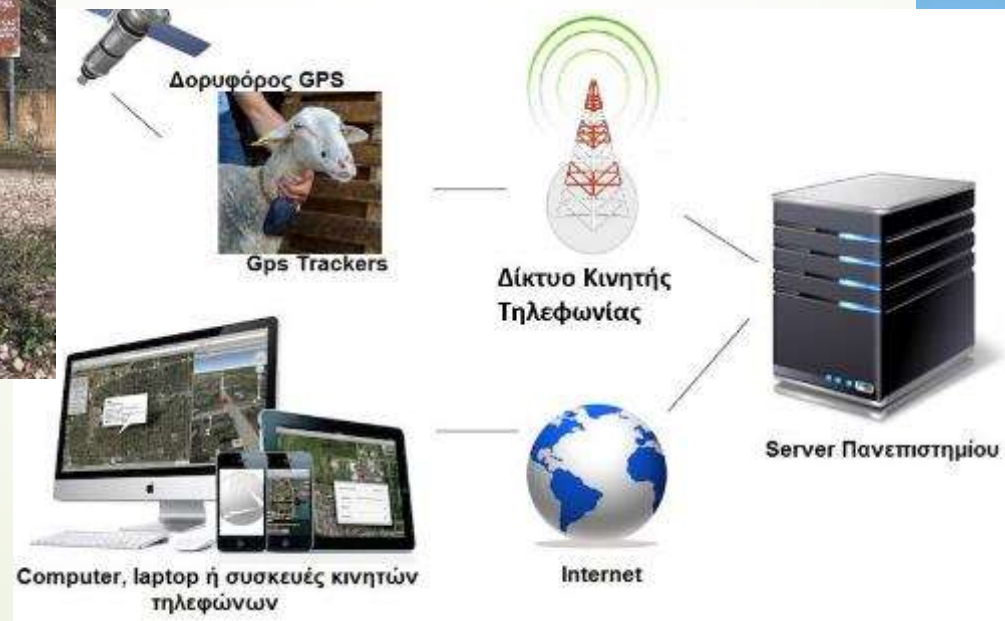 Δορυφόρος GPS
Gps Trackers
Δίκτυο Κινητής
Τηλεφωνίας
Server Πανεπιστημίου
Computer, laptop ή συσκευές κινητών
τηλεφώνων
Internet